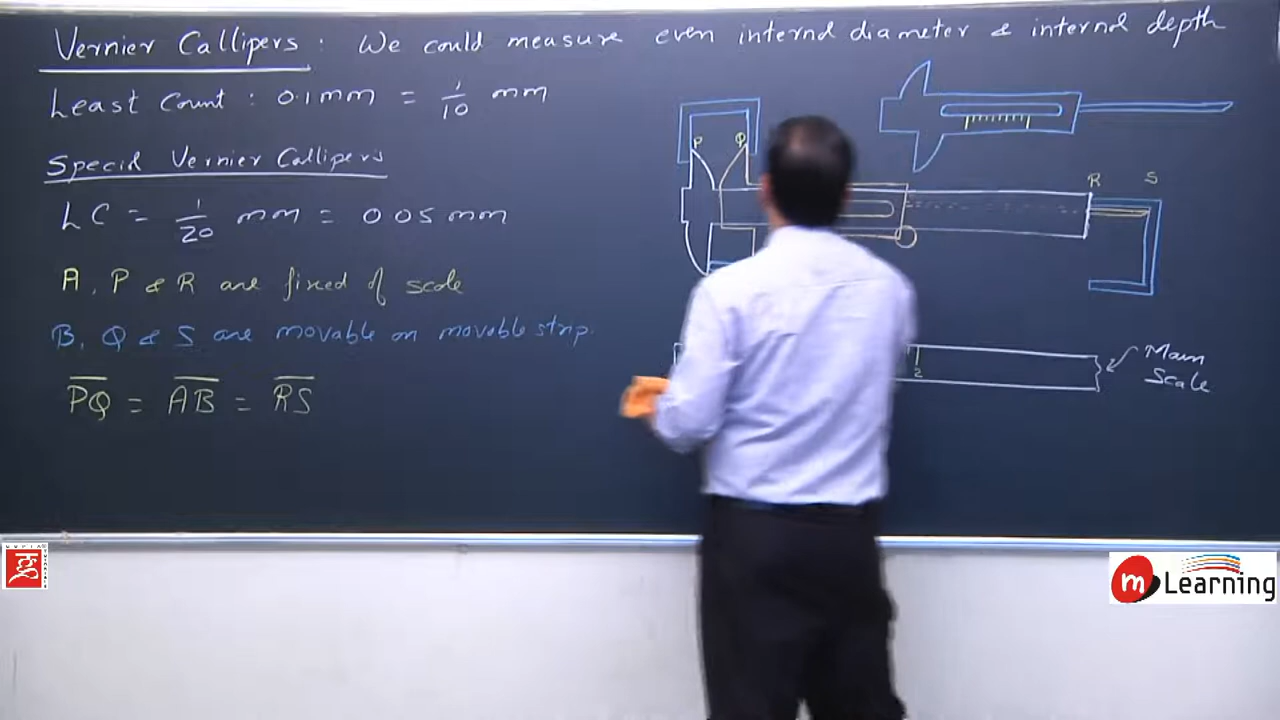 Vernier Callipers : We could measure even internal diameter & internal depth
Least Count : 0.1 mm = 1/10 mm
Special Vernier Callipers
LC = 1/20 mm = 0.05 mm
A, P & R are fixed of scale
B, Q & S are movable on movable strip.
PQ = AB = RS
P Q
R S
2
Main
Scale
m Learning